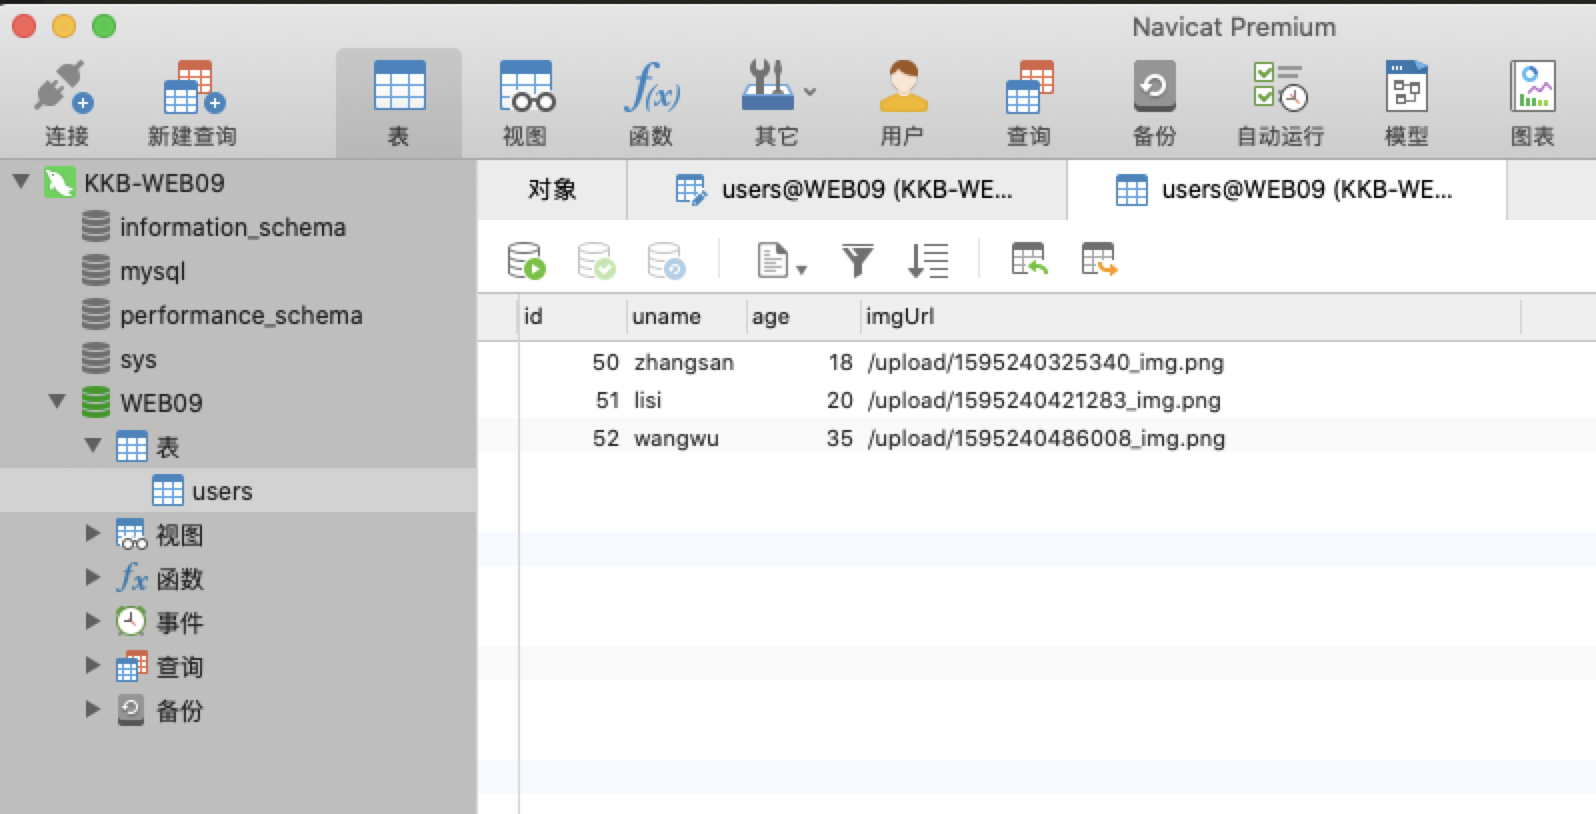 Navicat Premium
连接 新建查询 表 视图 函数 其它 用户 查询 备份 自动运行 模型 图表
KKB-WEB09
information_schema
mysql
performance_schema
sys
WEB09
表
users
视图
函数
事件
查询
备份
对象 users@WEB09 (KKB-WE... users@WEB09 (KKB-WE...
id uname age imgUrl
50 zhangsan 18 /upload/1595240325340_img.png
51 lisi 20 /upload/1595240421283_img.png
52 wangwu 35 /upload/1595240486008_img.png